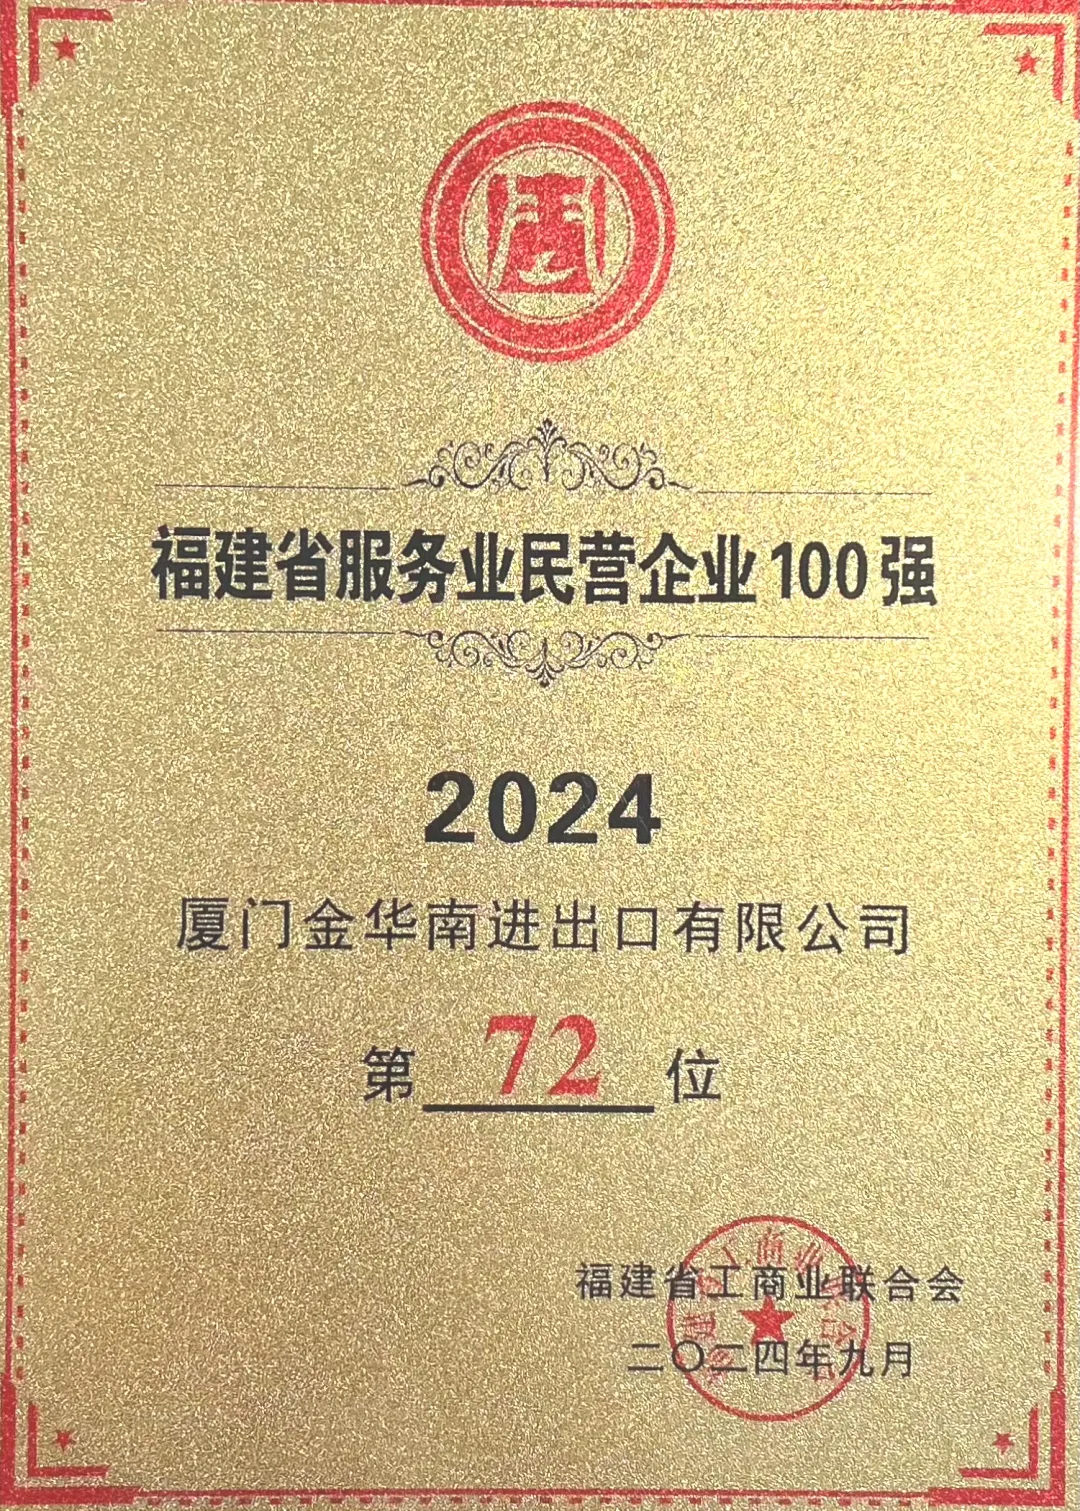 福建省服务业民营企业100强
2024
厦门金华南进出口有限公司
第 72 位
福建省工商业联合会
二〇二四年九月